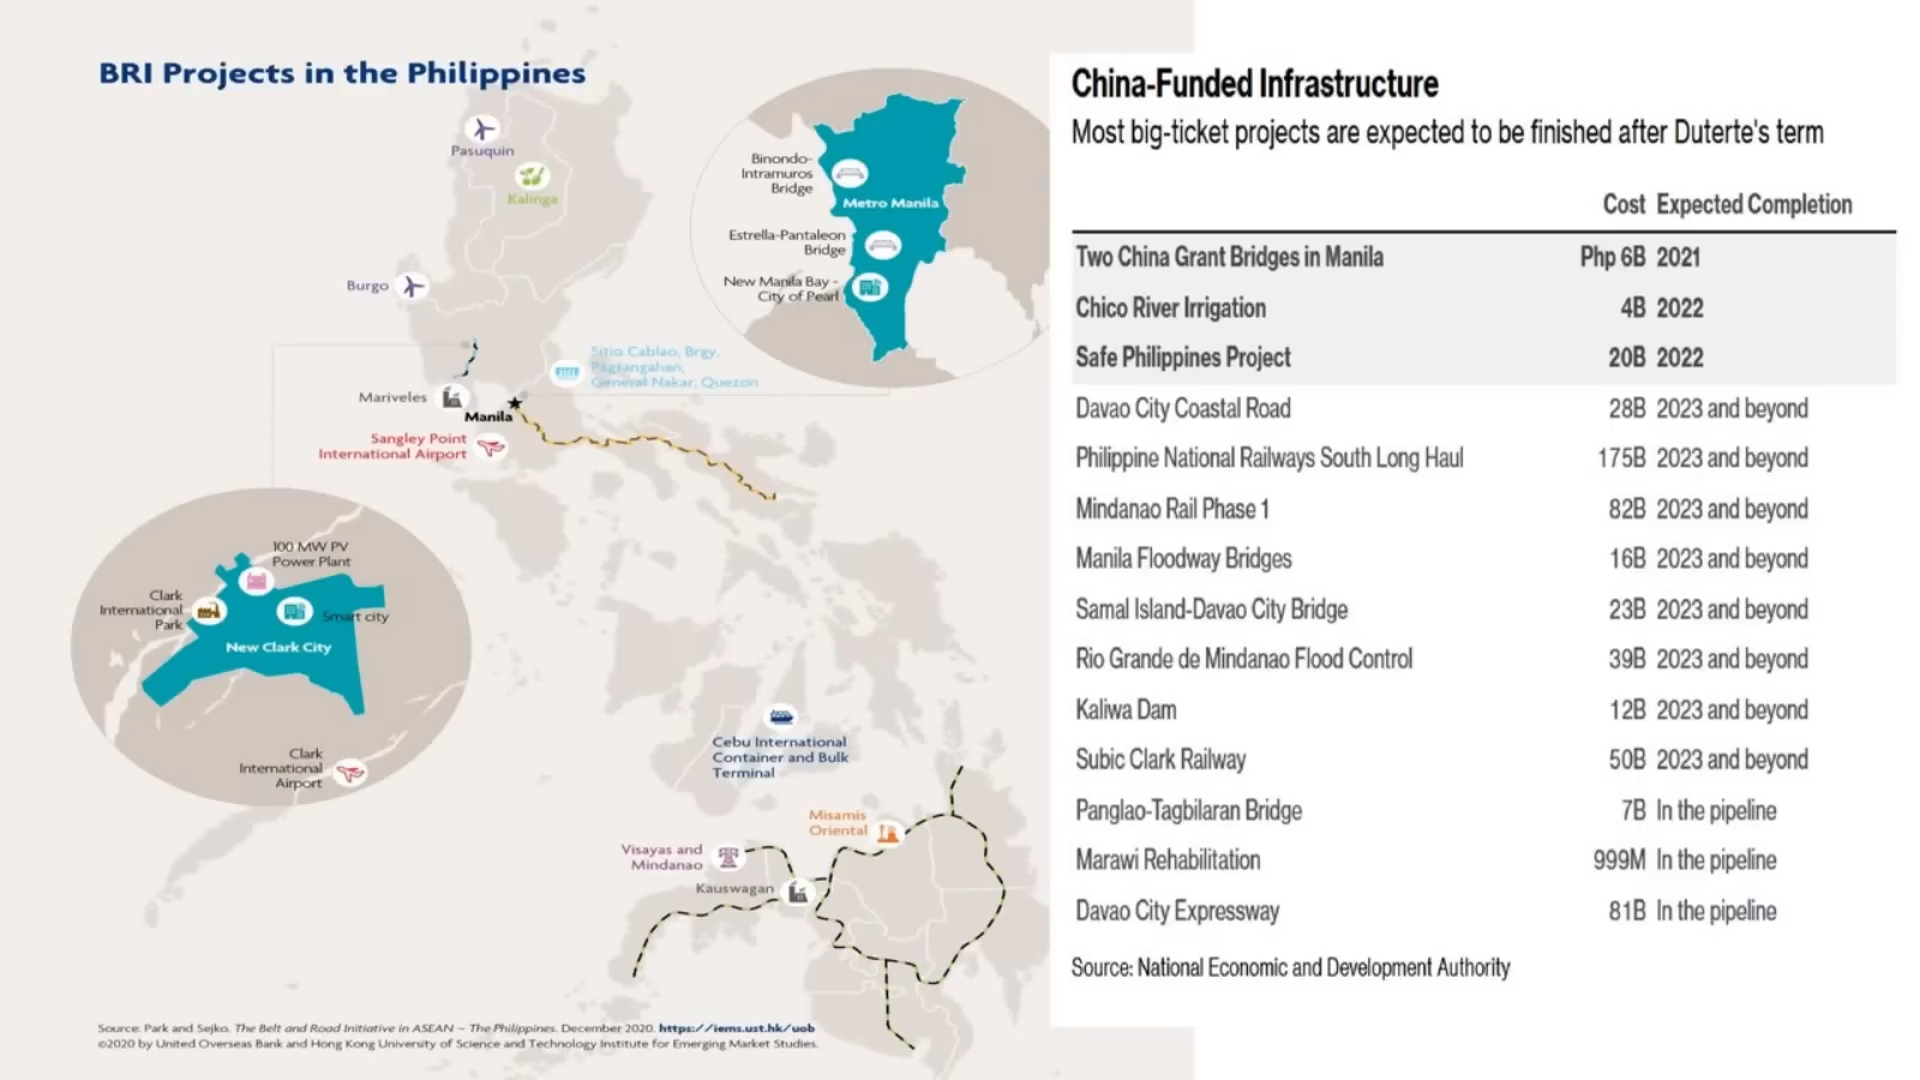 BRI Projects in the Philippines
Pasuquin
Kalinga
Burgo
Binondo-
Intramuros
Bridge
Metro Manila
Estrella-Pantaleon
Bridge
New Manila Bay -
City of Pearl
Sitio Cablao, Brgy,
Pagsangahan,
General Nakar, Quezon
Mariveles
Manila
Sangley Point
International Airport
100 MW PV
Power Plant
Clark
International
Park
Smart city
New Clark City
Clark
International
Airport
Cebu International
Container and Bulk
Terminal
Misamis
Oriental
Visayas and
Mindanao
Kauswagan
Source: Park and Sejko. The Belt and Road Initiative in ASEAN – The Philippines. December 2020. https://iems.ust.hk/uob
©2020 by United Overseas Bank and Hong Kong University of Science and Technology Institute for Emerging Market Studies.
China-Funded Infrastructure
Most big-ticket projects are expected to be finished after Duterte's term
Cost Expected Completion
Two China Grant Bridges in Manila Php 6B 2021
Chico River Irrigation 4B 2022
Safe Philippines Project 20B 2022
Davao City Coastal Road 28B 2023 and beyond
Philippine National Railways South Long Haul 175B 2023 and beyond
Mindanao Rail Phase 1 82B 2023 and beyond
Manila Floodway Bridges 16B 2023 and beyond
Samal Island-Davao City Bridge 23B 2023 and beyond
Rio Grande de Mindanao Flood Control 39B 2023 and beyond
Kaliwa Dam 12B 2023 and beyond
Subic Clark Railway 50B 2023 and beyond
Panglao-Tagbilaran Bridge 7B In the pipeline
Marawi Rehabilitation 999M In the pipeline
Davao City Expressway 81B In the pipeline
Source: National Economic and Development Authority